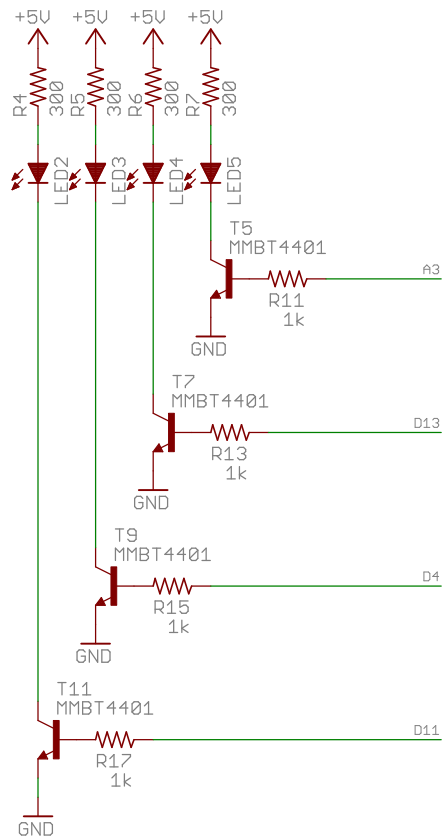 +5V +5V +5V +5V
R4 300 R5 300 R6 300 R7 300
LED2 LED3 LED4 LED5
T5
MMBT4401
A3
R11
1k
GND
T7
MMBT4401
D13
R13
1k
GND
T9
MMBT4401
D4
R15
1k
GND
T11
MMBT4401
D11
R17
1k
GND